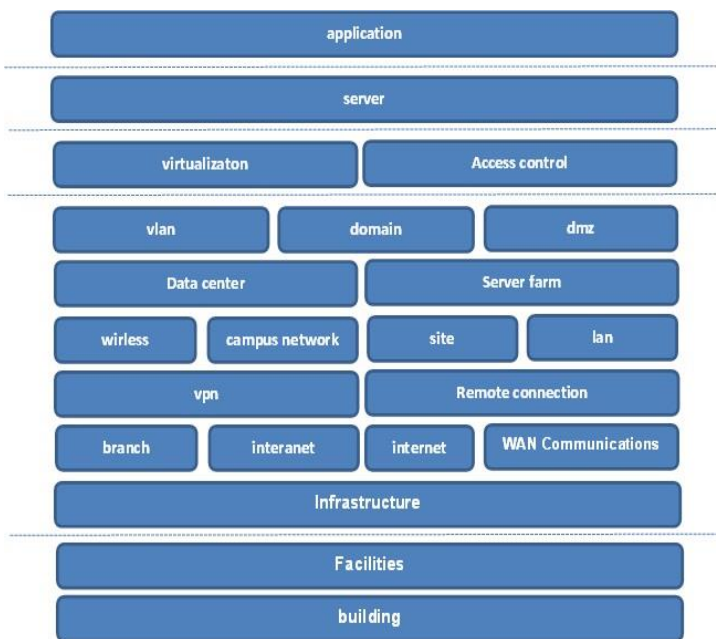 application
server
virtualizaton
Access control
vlan
domain
dmz
Data center
Server farm
wirless
campus network
site
lan
vpn
Remote connection
branch
interanet
internet
WAN Communications
Infrastructure
Facilities
building